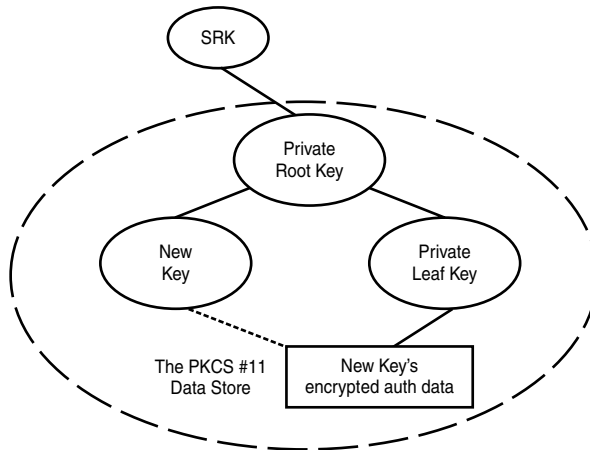 SRK
Private
Root Key
New
Key
Private
Leaf Key
The PKCS #11
Data Store
New Key's
encrypted auth data